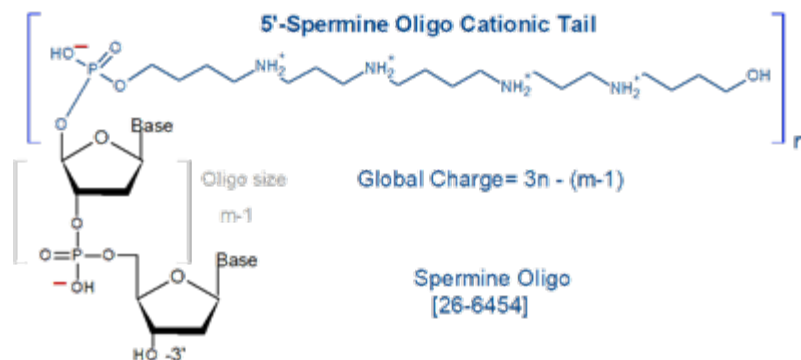 5'-Spermine Oligo Cationic Tail
HO
O
P
O
NH2+
NH2+
NH2+
NH2+
OH
n
O
O
Base
Oligo size
m-1
Global Charge= 3n - (m-1)
O
O=P-O
OH
O
Base
HO -3'
Spermine Oligo
[26-6454]